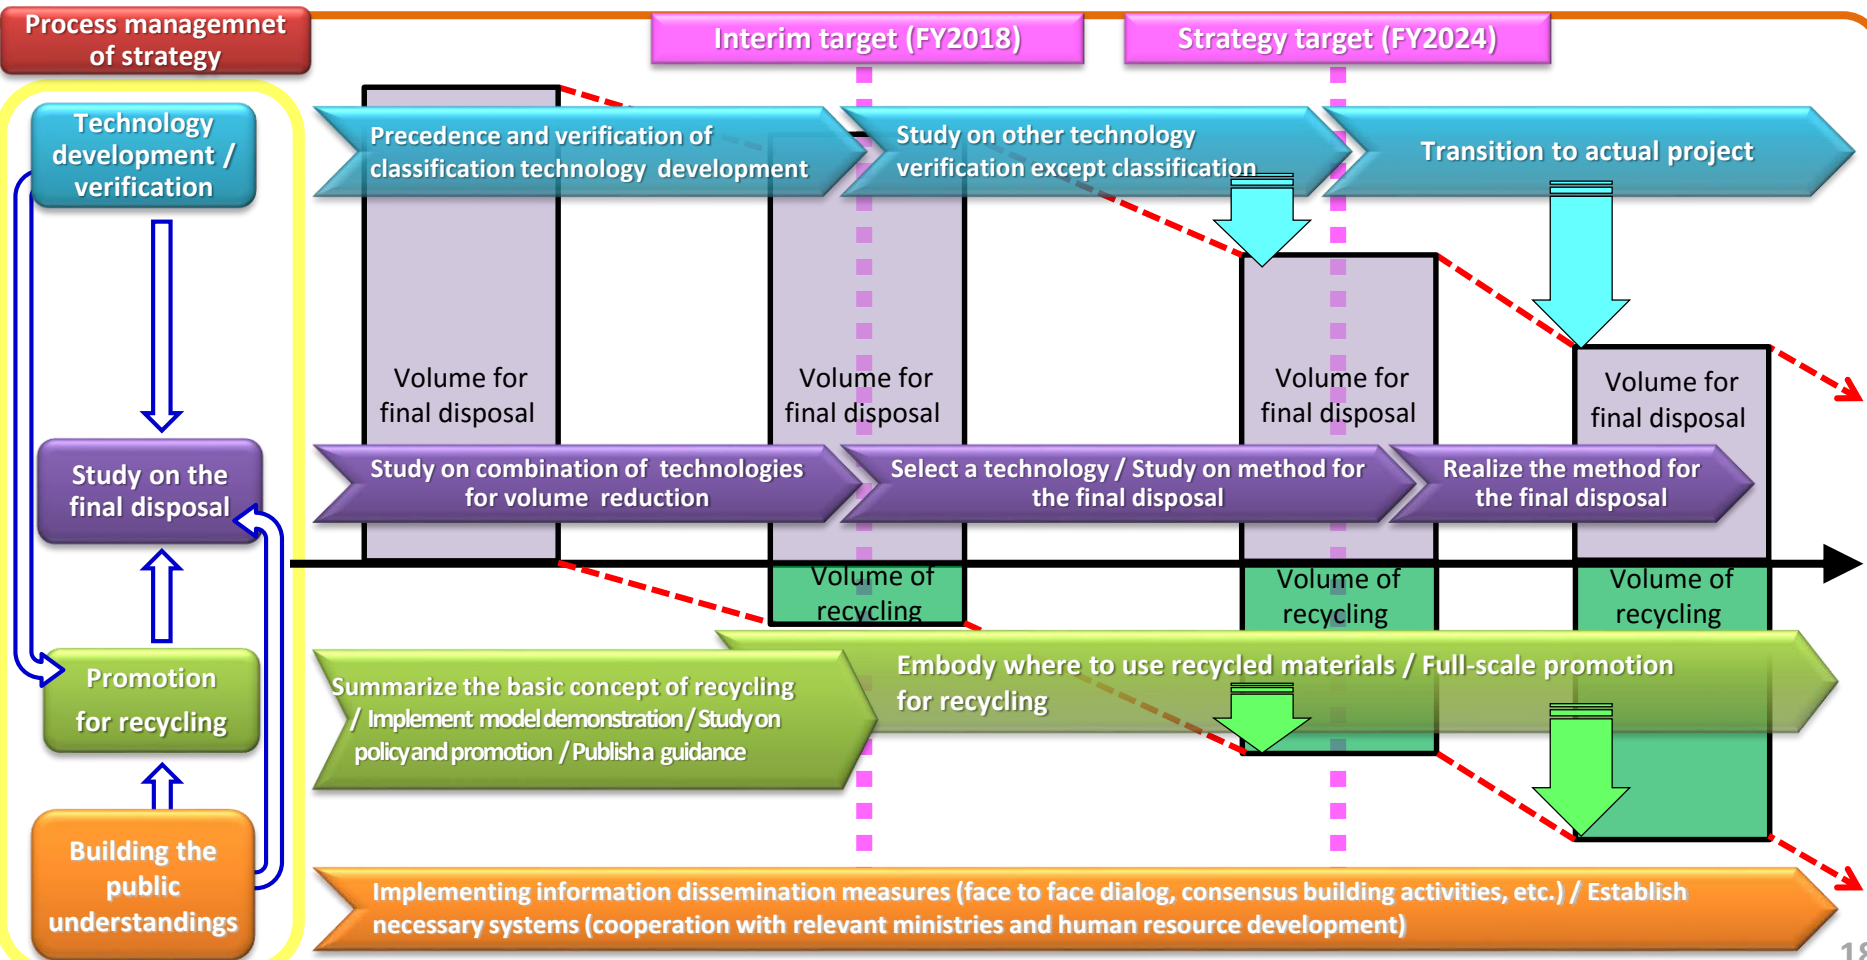 Process managemnet
of strategy
Interim target (FY2018)
Strategy target (FY2024)
Technology
development /
verification
Precedence and verification of
classification technology development
Study on other technology
verification except classification
Transition to actual project
Volume for
final disposal
Volume for
final disposal
Volume for
final disposal
Volume for
final disposal
Study on the
final disposal
Study on combination of technologies
for volume reduction
Select a technology / Study on method for
the final disposal
Realize the method for
the final disposal
Volume of
recycling
Volume of
recycling
Volume of
recycling
Promotion
for recycling
Summarize the basic concept of recycling
/ Implement model demonstration / Study on
policy and promotion / Publish a guidance
Embody where to use recycled materials / Full-scale promotion
for recycling
Building the
public
understandings
Implementing information dissemination measures (face to face dialog, consensus building activities, etc.) / Establish
necessary systems (cooperation with relevant ministries and human resource development)
18